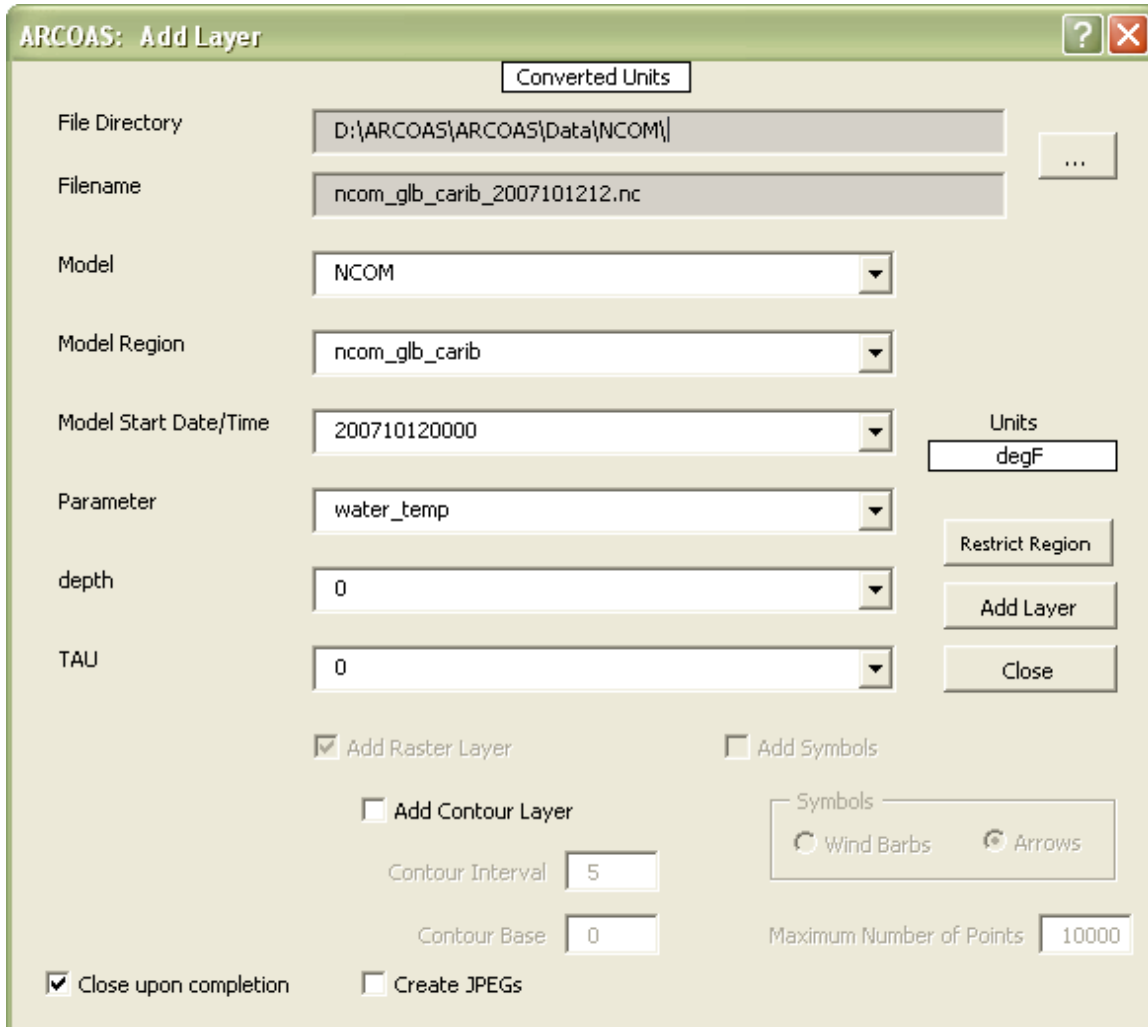 ARCOAS: Add Layer
Converted Units
File Directory
D:\ARCOAS\ARCOAS\Data\NCOM\
...
Filename
ncom_glb_carib_2007101212.nc
Model
NCOM
Model Region
ncom_glb_carib
Model Start Date/Time
200710120000
Units
degF
Parameter
water_temp
Restrict Region
depth
0
Add Layer
TAU
0
Close
Add Raster Layer
Add Symbols
Add Contour Layer
Symbols
Wind Barbs
Arrows
Contour Interval
5
Contour Base
0
Maximum Number of Points
10000
Close upon completion
Create JPEGs